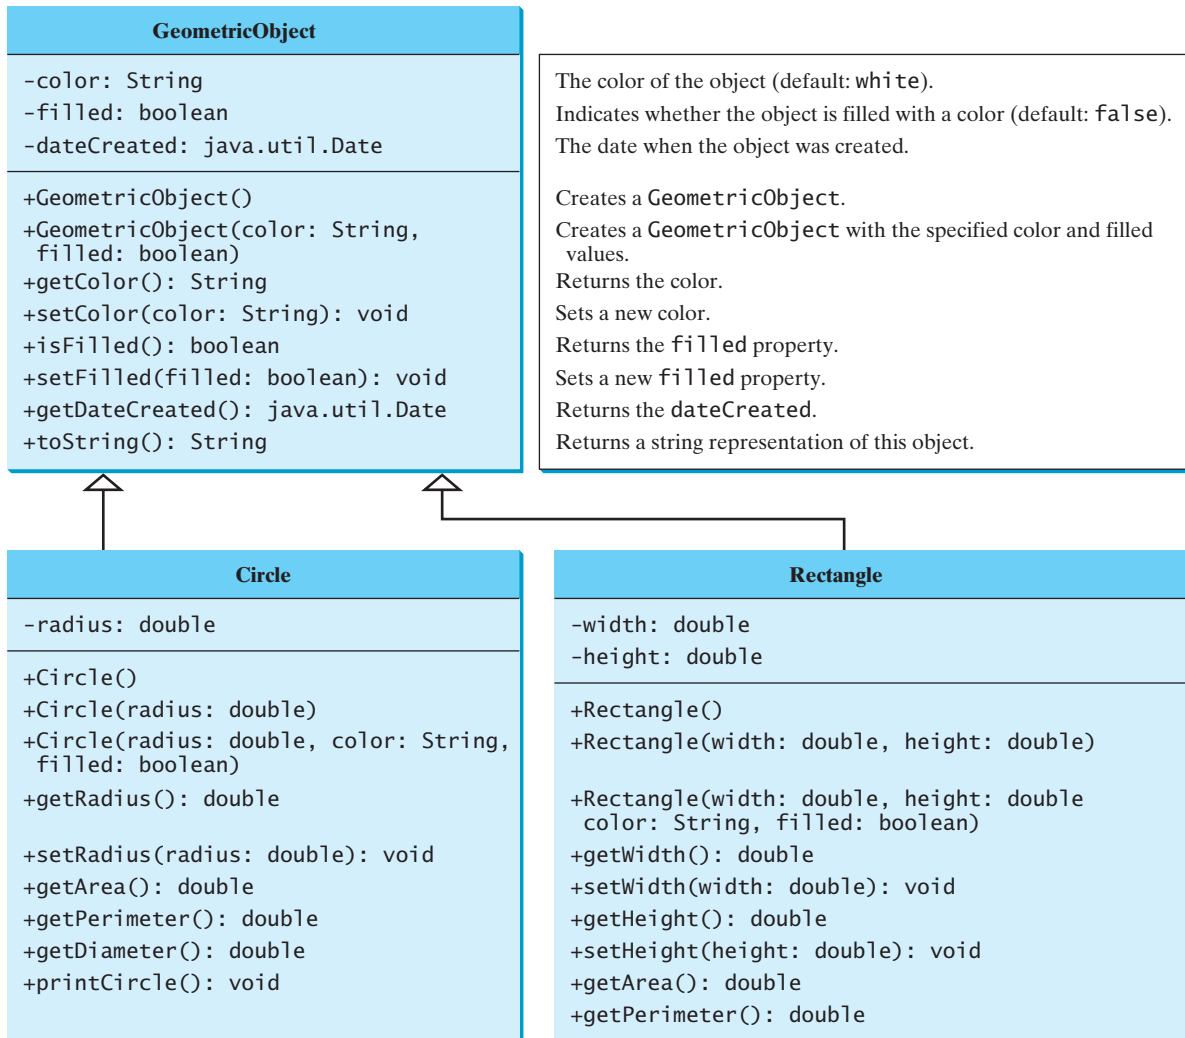 GeometricObject
-color: String
-filled: boolean
-dateCreated: java.util.Date
+GeometricObject()
+GeometricObject(color: String,
filled: boolean)
+getColor(): String
+setColor(color: String): void
+isFilled(): boolean
+setFilled(filled: boolean): void
+getDateCreated(): java.util.Date
+toString(): String
The color of the object (default: white).
Indicates whether the object is filled with a color (default: false).
The date when the object was created.
Creates a GeometricObject.
Creates a GeometricObject with the specified color and filled
values.
Returns the color.
Sets a new color.
Returns the filled property.
Sets a new filled property.
Returns the dateCreated.
Returns a string representation of this object.
Circle
-radius: double
+Circle()
+Circle(radius: double)
+Circle(radius: double, color: String,
filled: boolean)
+getRadius(): double
+setRadius(radius: double): void
+getArea(): double
+getPerimeter(): double
+getDiameter(): double
+printCircle(): void
Rectangle
-width: double
-height: double
+Rectangle()
+Rectangle(width: double, height: double)
+Rectangle(width: double, height: double
color: String, filled: boolean)
+getWidth(): double
+setWidth(width: double): void
+getHeight(): double
+setHeight(height: double): void
+getArea(): double
+getPerimeter(): double